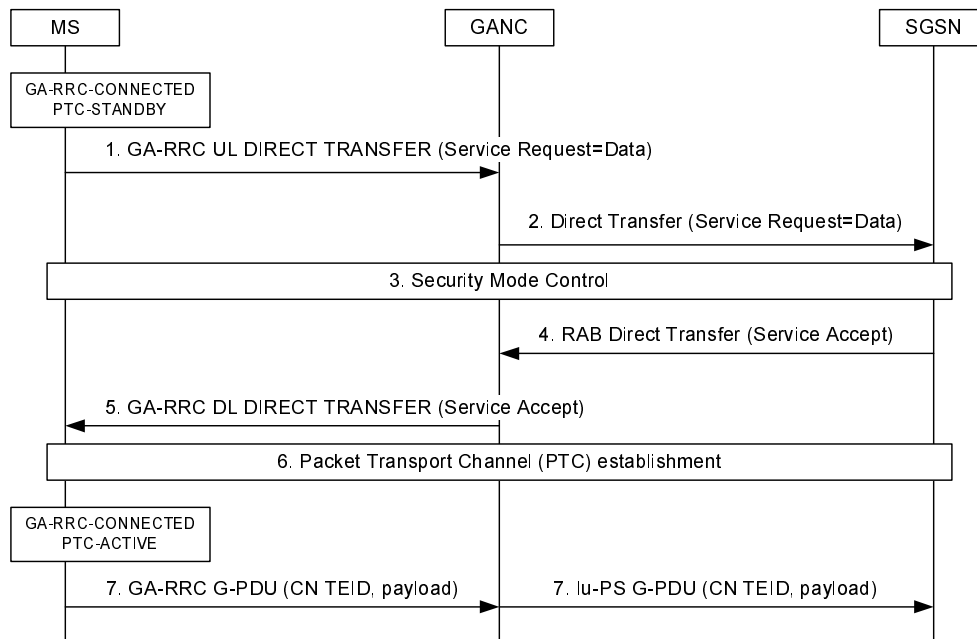 MS
GANC
SGSN
GA-RRC-CONNECTED
PTC-STANDBY
1. GA-RRC UL DIRECT TRANSFER (Service Request=Data)
2. Direct Transfer (Service Request=Data)
3. Security Mode Control
4. RAB Direct Transfer (Service Accept)
5. GA-RRC DL DIRECT TRANSFER (Service Accept)
6. Packet Transport Channel (PTC) establishment
GA-RRC-CONNECTED
PTC-ACTIVE
7. GA-RRC G-PDU (CN TEID, payload)
7. Iu-PS G-PDU (CN TEID, payload)